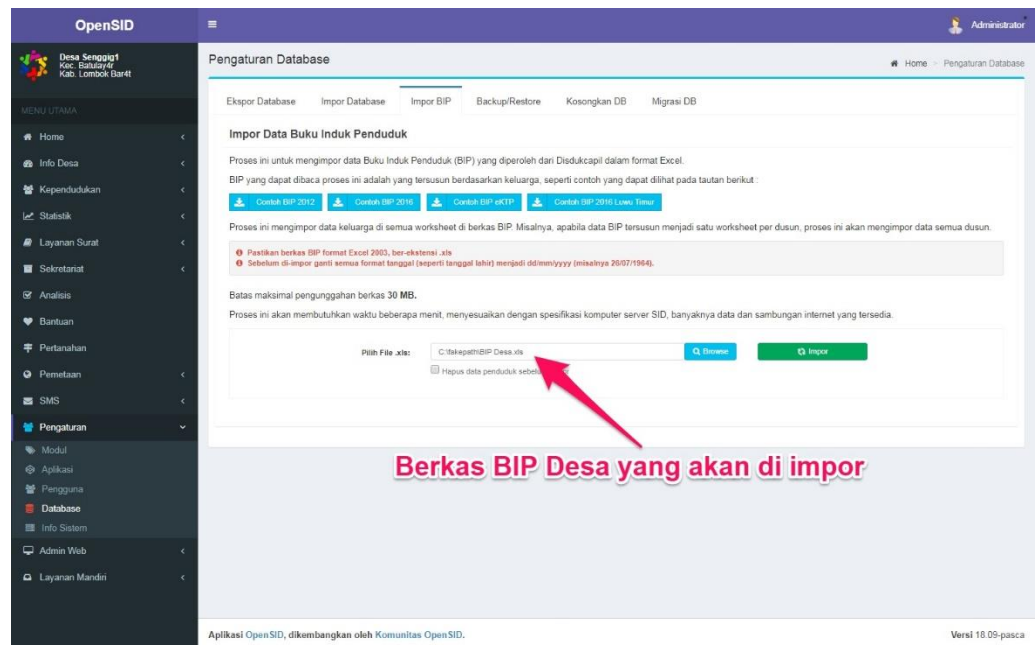 OpenSID
Administrator
Desa Senggig1
Kec. Batulay4r
Kab. Lombok Bar4t
Pengaturan Database
Home > Pengaturan Database
MENU UTAMA
Home
Info Desa
Kependudukan
Statistik
Layanan Surat
Sekretariat
Analisis
Bantuan
Pertanahan
Pemetaan
SMS
Pengaturan
Modul
Aplikasi
Pengguna
Database
Info Sistem
Admin Web
Layanan Mandiri
Ekspor Database Impor Database Impor BIP Backup/Restore Kosongkan DB Migrasi DB
Impor Data Buku Induk Penduduk
Proses ini untuk mengimpor data Buku Induk Penduduk (BIP) yang diperoleh dari Disdukcapil dalam format Excel.
BIP yang dapat dibaca proses ini adalah yang tersusun berdasarkan keluarga, seperti contoh yang dapat dilihat pada tautan berikut :
Contoh BIP 2012 Contoh BIP 2016 Contoh BIP eKTP Contoh BIP 2016 Luwu Timur
Proses ini mengimpor data keluarga di semua worksheet di berkas BIP. Misalnya, apabila data BIP tersusun menjadi satu worksheet per dusun, proses ini akan mengimpor data semua dusun.
Pastikan berkas BIP format Excel 2003, ber-ekstensi .xls
Sebelum di-impor ganti semua format tanggal (seperti tanggal lahir) menjadi dd/mm/yyyy (misalnya 26/07/1964).
Batas maksimal pengunggahan berkas 30 MB.
Proses ini akan membutuhkan waktu beberapa menit, menyesuaikan dengan spesifikasi komputer server SID, banyaknya data dan sambungan internet yang tersedia.
Pilih File .xls: C:\fakepath\BIP Desa.xls Browse Impor
Hapus data penduduk
Berkas BIP Desa yang akan di impor
Aplikasi OpenSID, dikembangkan oleh Komunitas OpenSID.
Versi 18.09-pasca